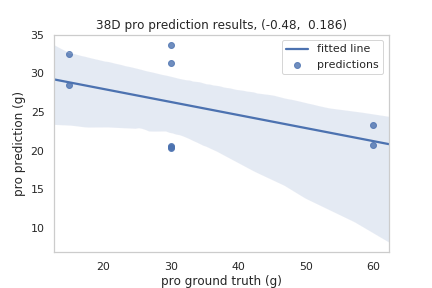 38D pro prediction results, (-0.48,  0.186)
35
30
25
20
15
10
pro prediction (g)
fitted line
predictions
20 30 40 50 60
pro ground truth (g)